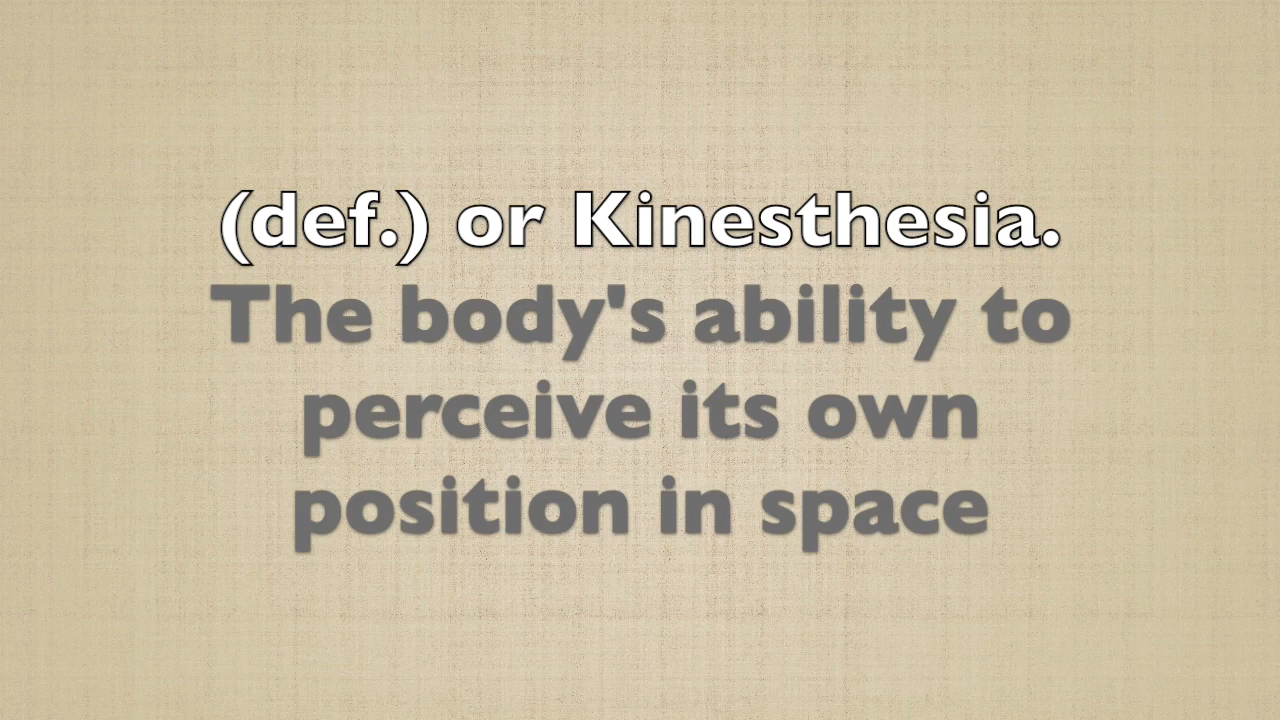 (def.) or Kinesthesia.
The body's ability to
perceive its own
position in space